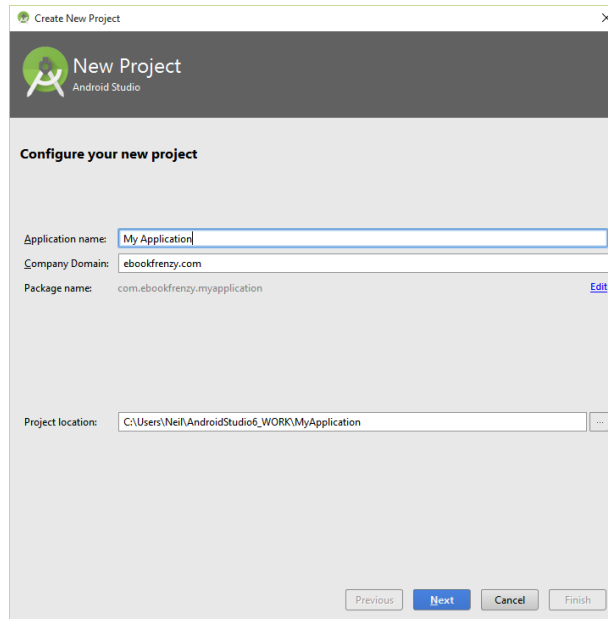 Create New Project
New Project
Android Studio
Configure your new project
Application name: My Application
Company Domain: ebookfrenzy.com
Package name: com.ebookfrenzy.myapplication Edit
Project location: C:\Users\Neil\AndroidStudio6_WORK\MyApplication ...
Previous Next Cancel Finish